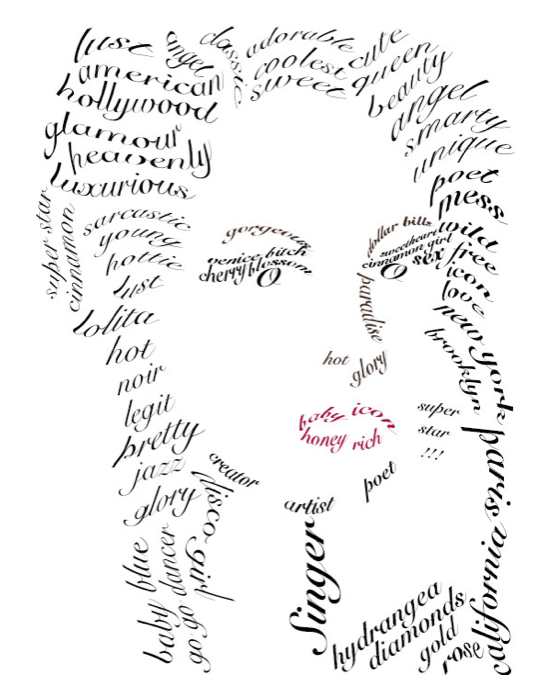 lust
angel
classic
adorable
cute
american
coolest
queen
hollywood
sweet
beauty
angel
glamour
smarty
heavenly
unique
luxurious
poet
mess
super star
cinnamon
sarcastic
young
hottie
lust
gorgeous
venice bitch
cherry blossom
O
dollar bills
sweetheart
cinnamon girl
O
sex
wild
free
icon
love
lolita
paradise
new york
hot
brooklyn
noir
hot
glory
legit
baby icon
honey rich
super
star
!!!
pretty
paris
jazz
creator
glory
disco girl
poet
artist
Singer
california
baby blue
go go dancer
hydrangea
diamonds
gold
rose